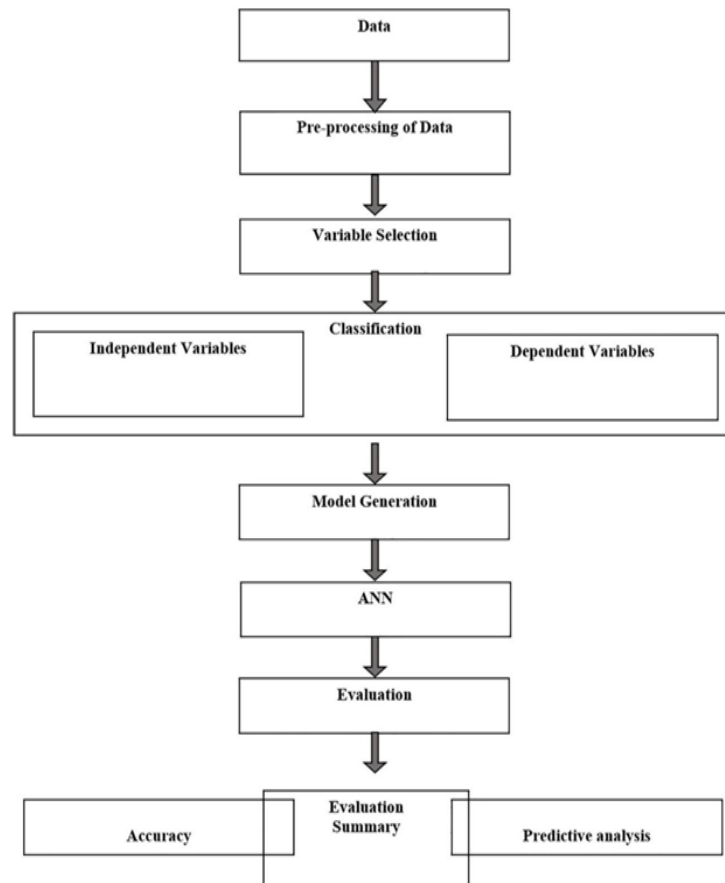 Data
Pre-processing of Data
Variable Selection
Classification
Independent Variables
Dependent Variables
Model Generation
ANN
Evaluation
Evaluation
Summary
Accuracy
Predictive analysis